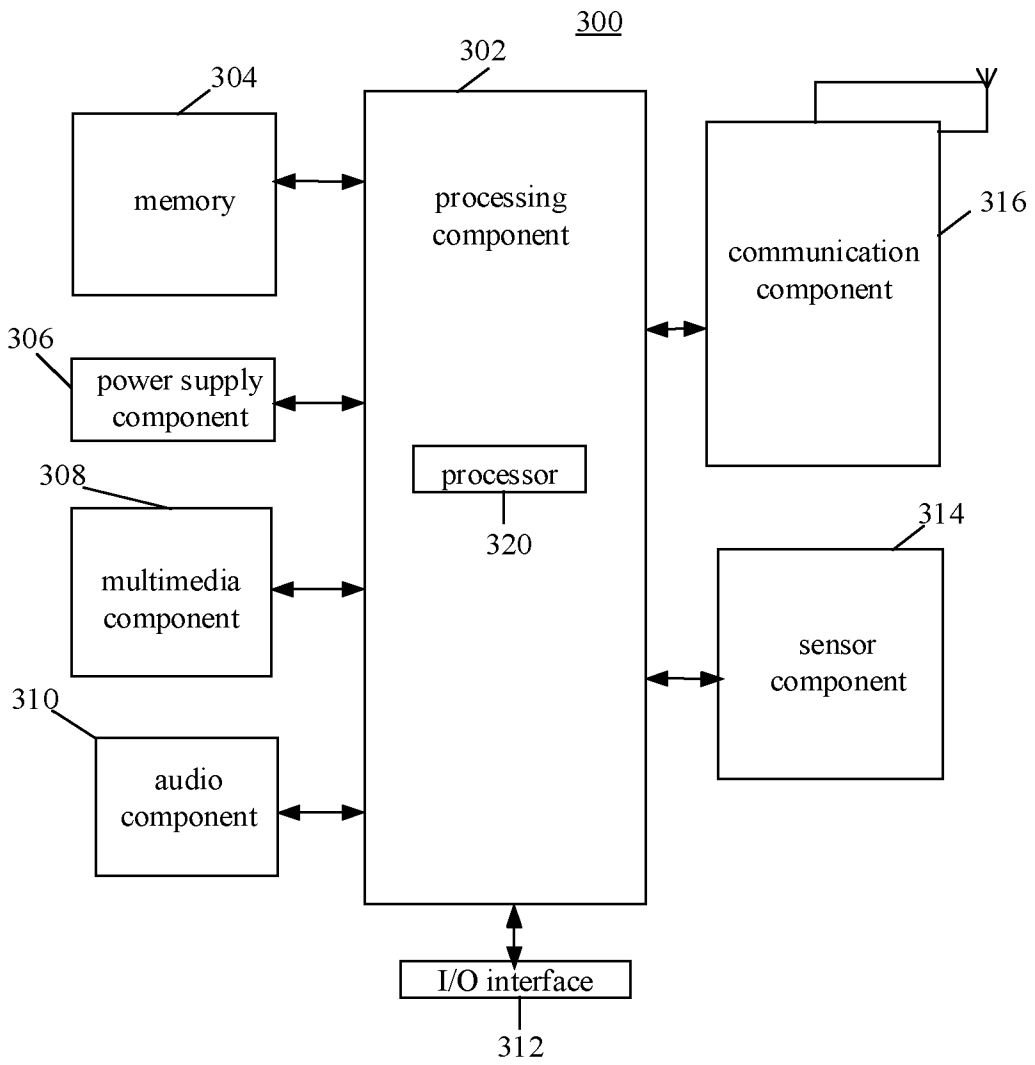 300
302
304
memory
processing
component
316
communication
component
306
power supply
component
308
processor
320
multimedia
component
314
sensor
component
310
audio
component
I/O interface
312